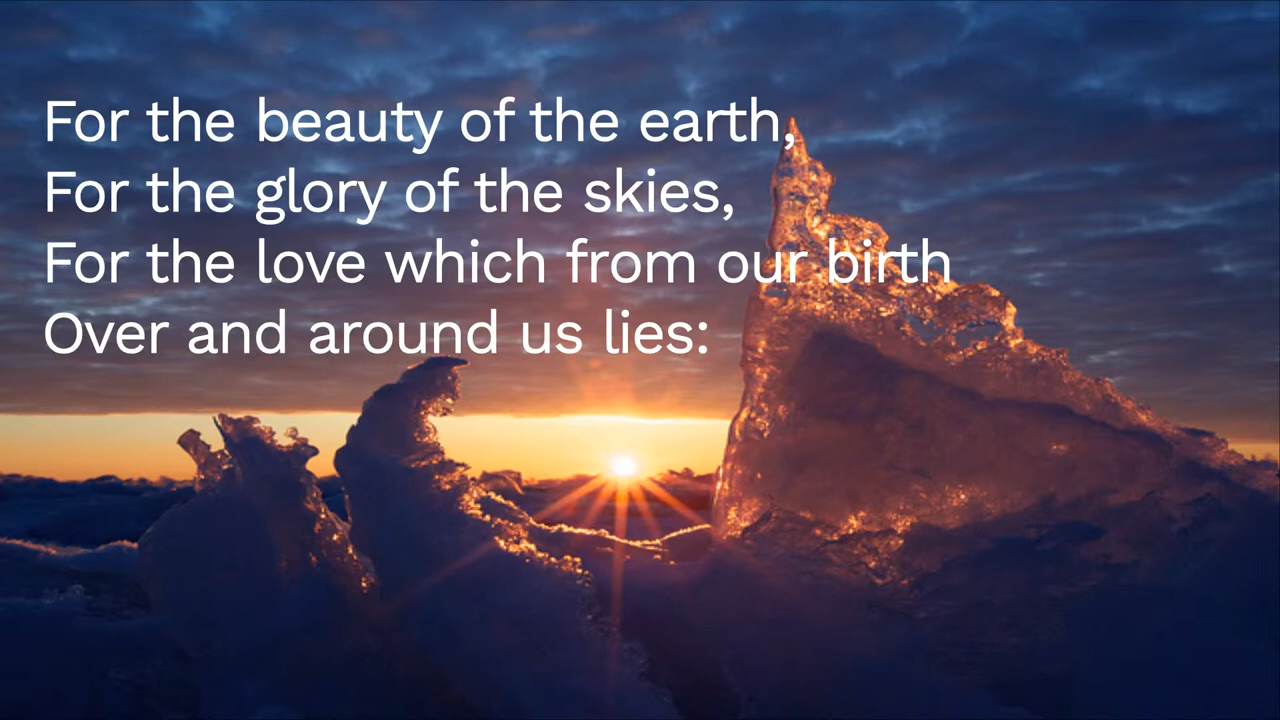 For the beauty of the earth,
For the glory of the skies,
For the love which from our birth
Over and around us lies: